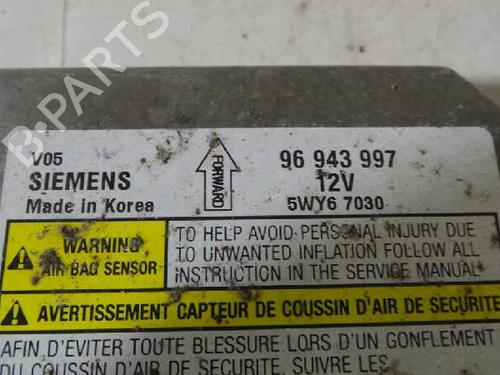 V05
SIEMENS
Made in Korea
FORWARD
96 943 997
12V
5WY6 7030
WARNING
AIR BAG SENSOR
TO HELP AVOID PERSONAL INJURY DUE
TO UNWANTED INFLATION FOLLOW ALL
INSTRUCTION IN THE SERVICE MANUAL
AVERTISSEMENT CAPTEUR DE COUSSIN D'AIR DE SECURITE
AFIN D'ÉVITER TOUTE BLESSURE LORS D'UN GONFLEMENT
DU COUSSIN D'AIR DE SECURITE, SUIVRE LES
B-PARTS